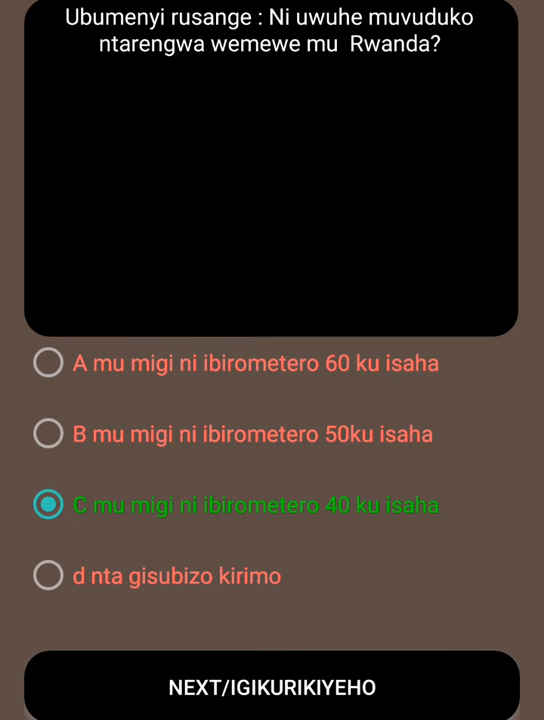 Ubumenyi rusange : Ni uwuhe muvuduko
ntarengwa wemewe mu Rwanda?
A mu migi ni ibirometero 60 ku isaha
B mu migi ni ibirometero 50ku isaha
C mu migi ni ibirometero 40 ku isaha
d nta gisubizo kirimo
NEXT/IGIKURIKIYEHO